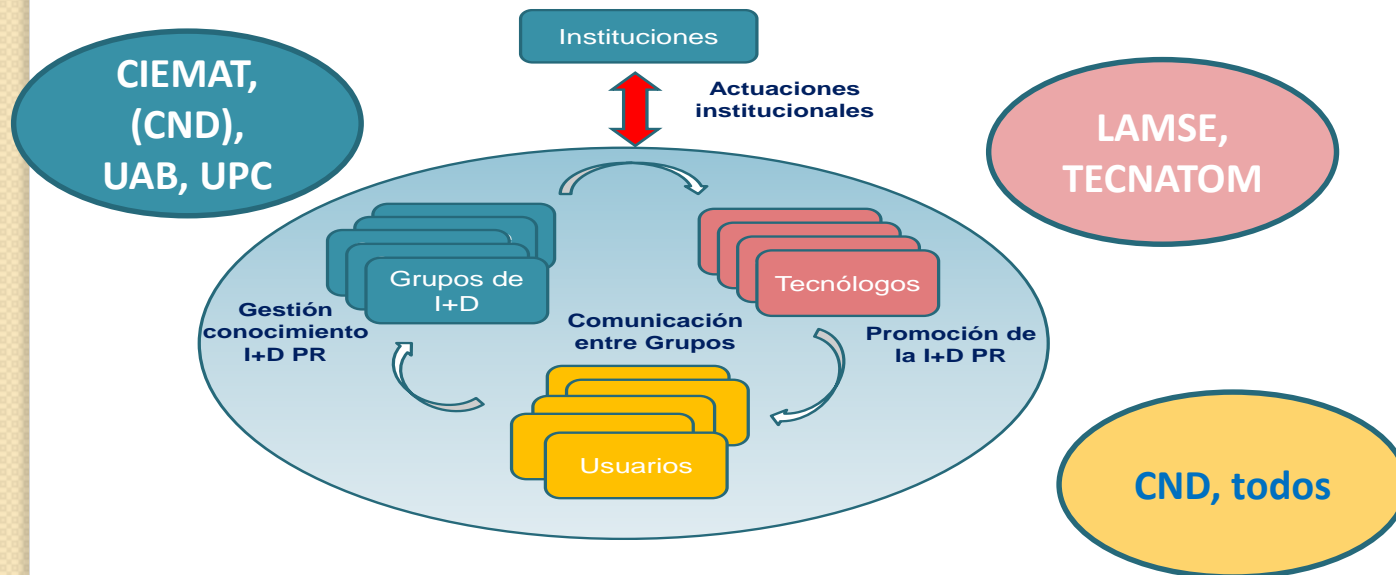 Instituciones
Actuaciones
institucionales
CIEMAT,
(CND),
UAB, UPC
LAMSE,
TECNATOM
Grupos de
I+D
Tecnólogos
Gestión
conocimiento
I+D PR
Comunicación
entre Grupos
Promoción de
la I+D PR
Usuarios
CND, todos